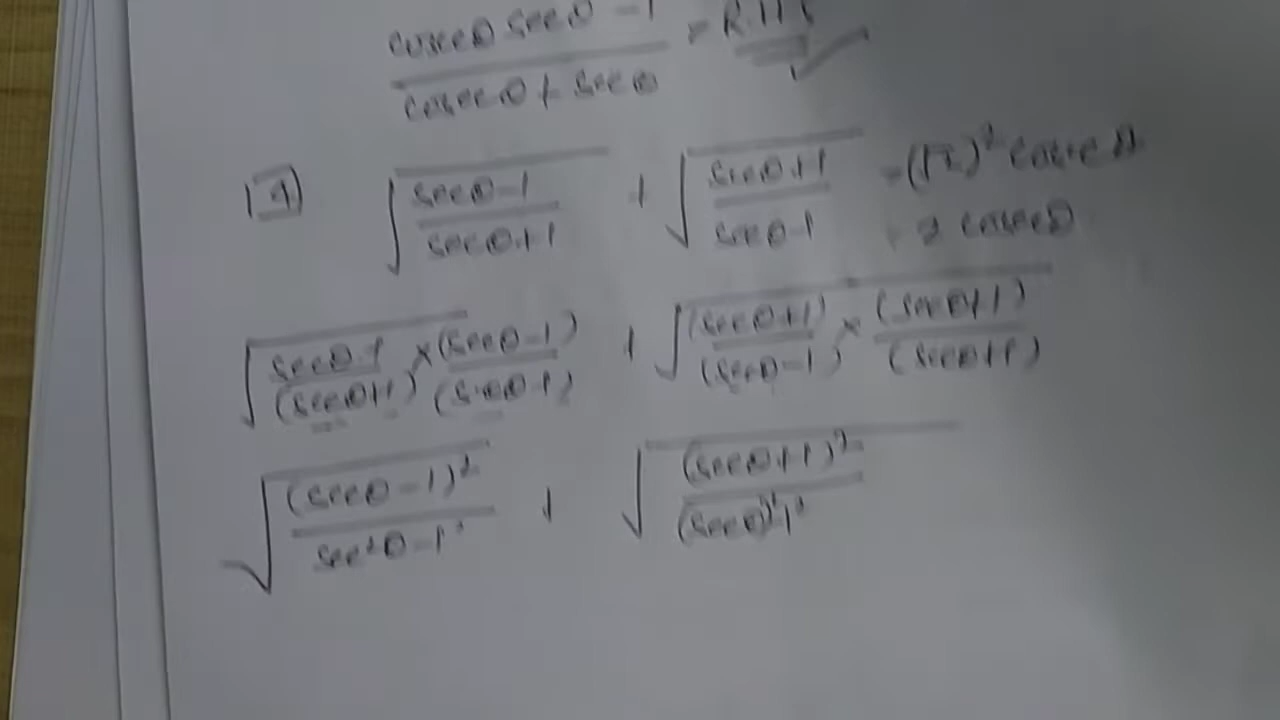 cosecθ secθ - 1 / cosecθ + secθ = R.H.S
14) √(secθ-1 / secθ+1) + √(secθ+1 / secθ-1) = (√2)² cosecθ
= 2 cosecθ
√(secθ-1 / (secθ+1) × (secθ-1) / (secθ-1)) + √((secθ+1) / (secθ-1) × (secθ+1) / (secθ+1))
√((secθ-1)² / sec²θ-1²) + √((secθ+1)² / (secθ)²-1²)